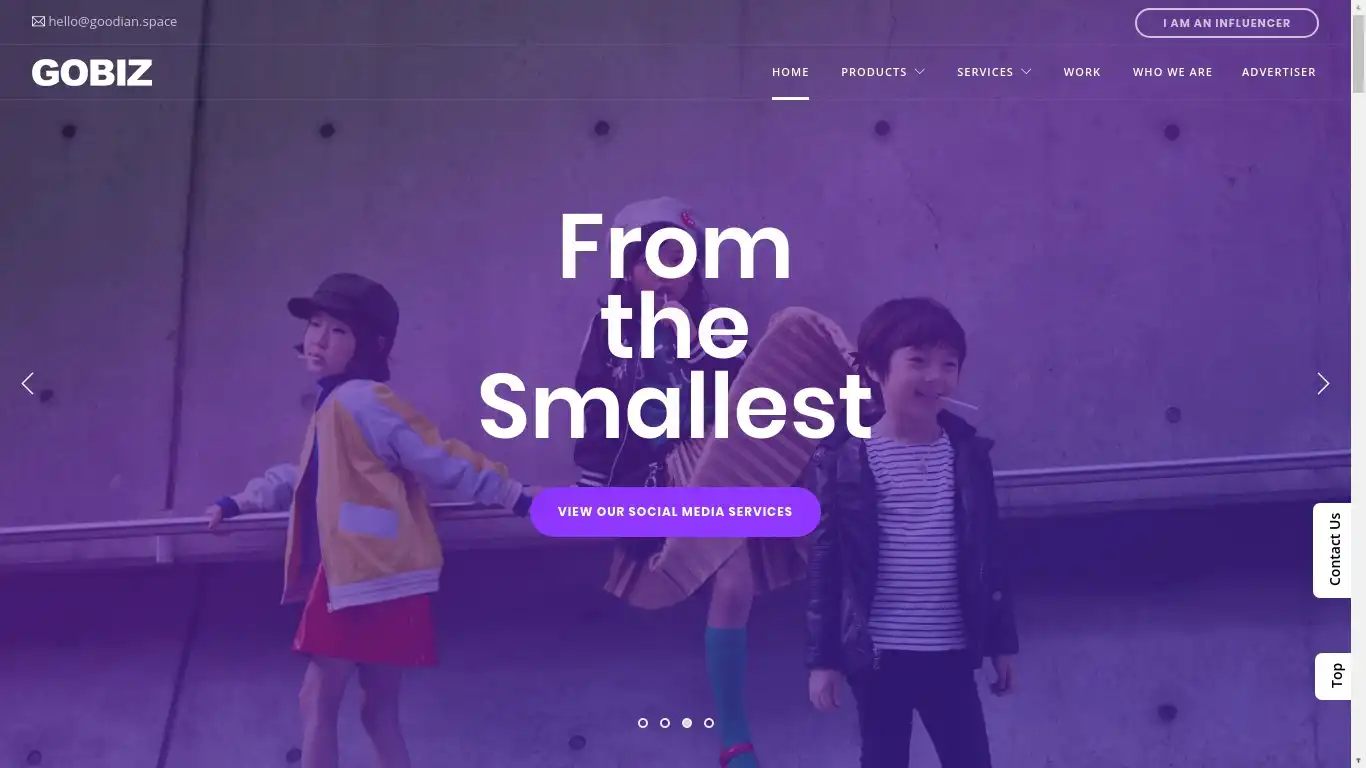 hello@goodian.space
I AM AN INFLUENCER
GOBIZ
HOME
PRODUCTS
SERVICES
WORK
WHO WE ARE
ADVERTISER
From
the
Smallest
VIEW OUR SOCIAL MEDIA SERVICES
Contact Us
Top